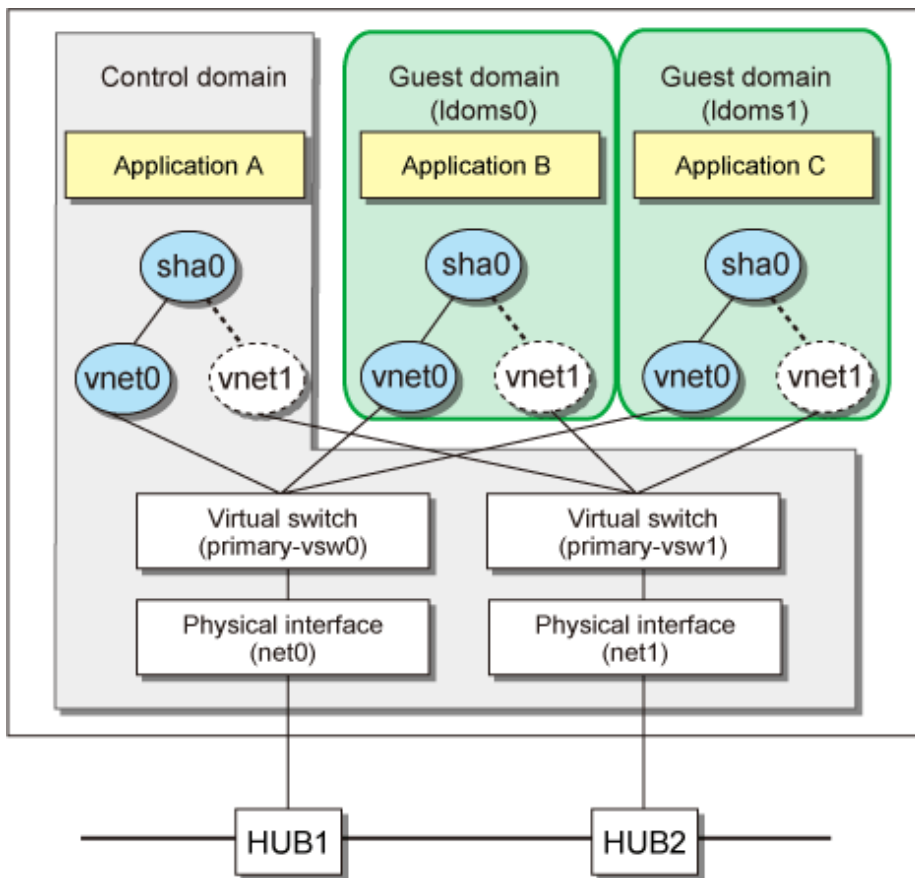 Control domain
Guest domain
(ldoms0)
Guest domain
(ldoms1)
Application A
Application B
Application C
sha0
sha0
sha0
vnet0
vnet1
vnet0
vnet1
vnet0
vnet1
Virtual switch
(primary-vsw0)
Virtual switch
(primary-vsw1)
Physical interface
(net0)
Physical interface
(net1)
HUB1
HUB2